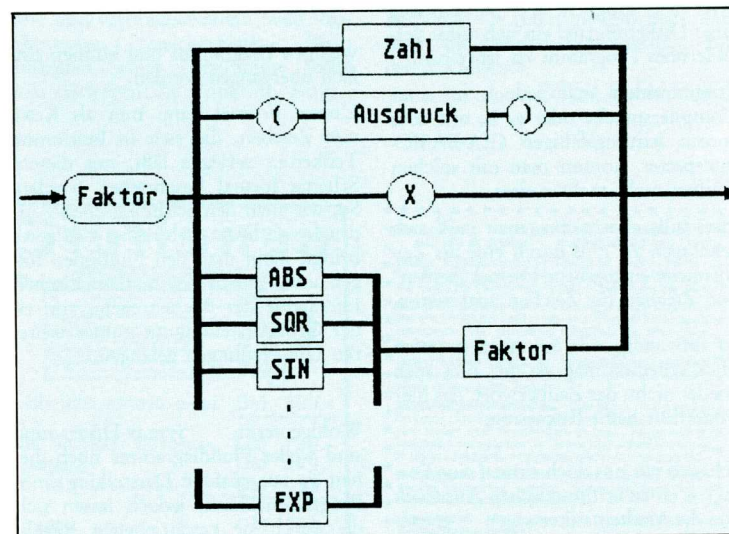 Zahl
( Ausdruck )
Faktor
X
ABS
SQR
Faktor
SIN
EXP